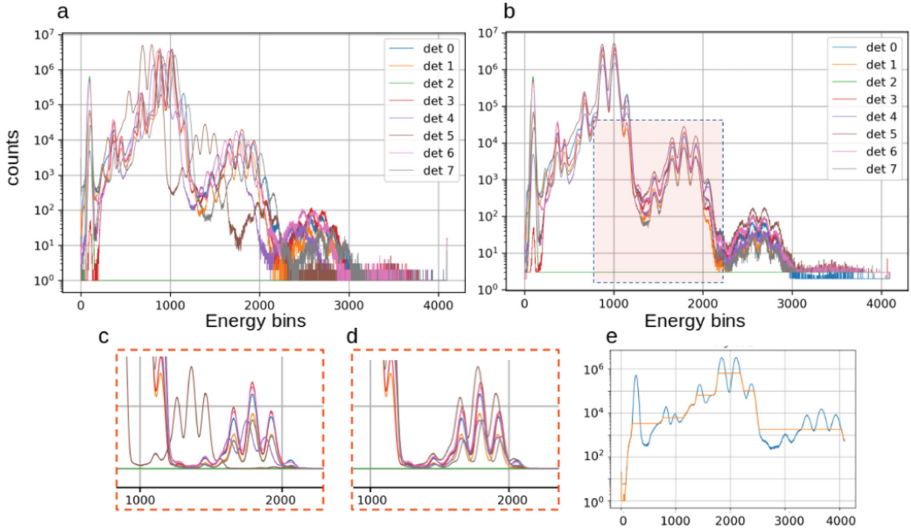 a
b
10^7
10^6
10^5
10^4
10^3
10^2
10^1
10^0
counts
0
1000
2000
3000
4000
Energy bins
det 0
det 1
det 2
det 3
det 4
det 5
det 6
det 7
10^7
10^6
10^5
10^4
10^3
10^2
10^1
10^0
0
1000
2000
3000
4000
Energy bins
det 0
det 1
det 2
det 3
det 4
det 5
det 6
det 7
c
1000
2000
d
1000
2000
e
10^6
10^4
10^2
10^0
0
1000
2000
3000
4000